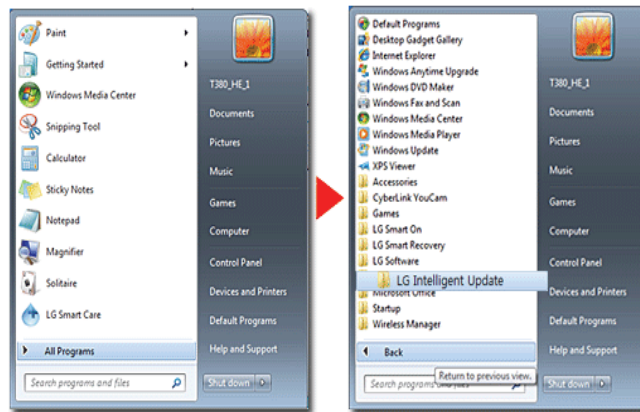 Paint
Getting Started
Windows Media Center
Snipping Tool
Calculator
Sticky Notes
Notepad
Magnifier
Solitaire
LG Smart Care
All Programs
Search programs and files
T380_HE_1
Documents
Pictures
Music
Games
Computer
Control Panel
Devices and Printers
Default Programs
Help and Support
Shut down
Default Programs
Desktop Gadget Gallery
Internet Explorer
Windows Anytime Upgrade
Windows DVD Maker
Windows Fax and Scan
Windows Media Center
Windows Media Player
Windows Update
XPS Viewer
Accessories
CyberLink YouCam
Games
LG Smart On
LG Smart Recovery
LG Software
LG Intelligent Update
Microsoft Office
Startup
Wireless Manager
Back
Return to previous view.
Search programs and files
T380_HE_1
Documents
Pictures
Music
Games
Computer
Control Panel
Devices and Printers
Default Programs
Help and Support
Shut down